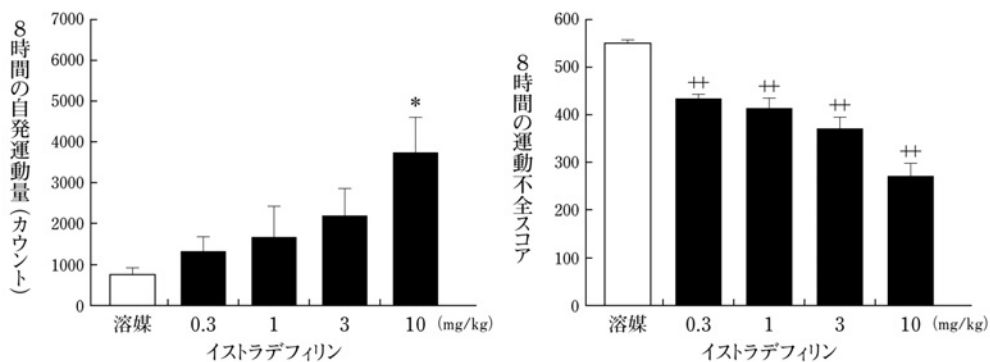 8時間の自発運動量（カウント）
7000
6000
5000
4000
3000
2000
1000
0
*
溶媒 0.3 1 3 10 (mg/kg)
イストラデフィリン
8時間の運動不全スコア
600
500
400
300
200
100
0
++ ++ ++ ++
溶媒 0.3 1 3 10 (mg/kg)
イストラデフィリン